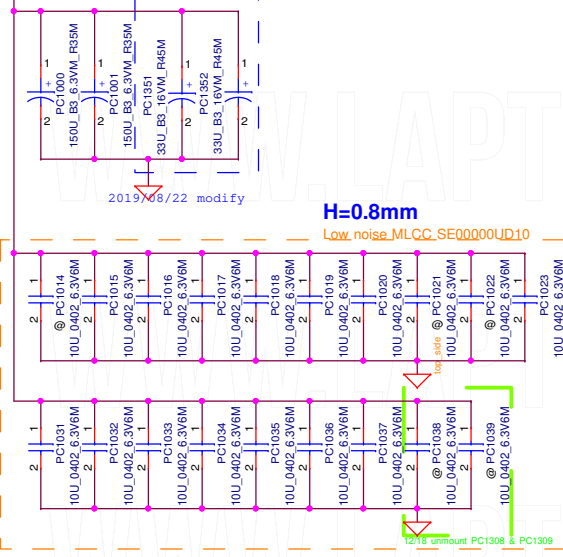 1
2
+
PC1000
150U_B3_6.3VM_R35M
1
2
+
PC1001
150U_B3_6.3VM_R35M
1
2
+
PC1351
33U_B3_16VM_R45M
1
2
+
PC1352
33U_B3_16VM_R45M
2019/08/22 modify
H=0.8mm
Low noise MLCC SE00000UD10
1
2
@ PC1014
10U_0402_6.3V6M
1
2
PC1015
10U_0402_6.3V6M
1
2
PC1016
10U_0402_6.3V6M
1
2
PC1017
10U_0402_6.3V6M
1
2
PC1018
10U_0402_6.3V6M
1
2
PC1019
10U_0402_6.3V6M
1
2
PC1020
10U_0402_6.3V6M
1
2
top_side
@ PC1021
10U_0402_6.3V6M
1
2
@ PC1022
10U_0402_6.3V6M
1
2
PC1023
10U_0402_6.3V6M
1
2
PC1031
10U_0402_6.3V6M
1
2
PC1032
10U_0402_6.3V6M
1
2
PC1033
10U_0402_6.3V6M
1
2
PC1034
10U_0402_6.3V6M
1
2
PC1035
10U_0402_6.3V6M
1
2
PC1036
10U_0402_6.3V6M
1
2
PC1037
10U_0402_6.3V6M
1
2
@ PC1038
10U_0402_6.3V6M
1
2
@ PC1039
10U_0402_6.3V6M
12/18 unmount PC1308 & PC1309